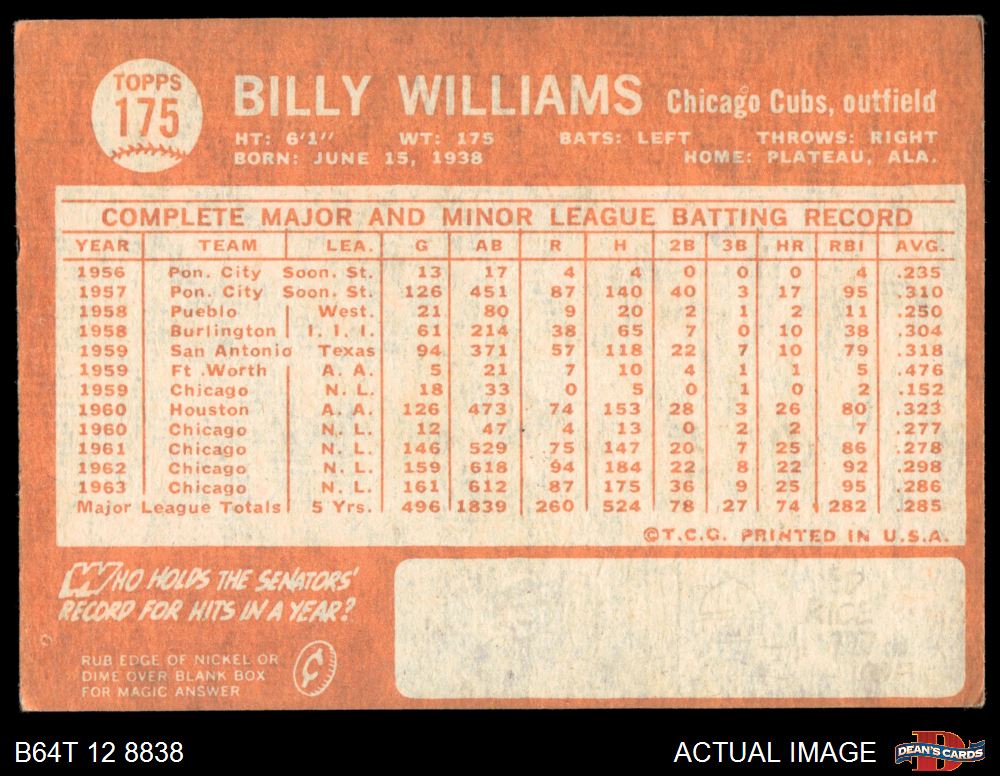 TOPPS
175
BILLY WILLIAMS Chicago Cubs, outfield
HT: 6'1" WT: 175 BATS: LEFT THROWS: RIGHT
BORN: JUNE 15, 1938 HOME: PLATEAU, ALA.
COMPLETE MAJOR AND MINOR LEAGUE BATTING RECORD
YEAR TEAM LEA. G AB R H 2B 3B HR RBI AVG.
1956 Pon. City Soon. St. 13 17 4 4 0 0 0 4 .235
1957 Pon. City Soon. St. 126 451 87 140 40 3 17 95 .310
1958 Pueblo West. 21 80 9 20 2 1 2 11 .250
1958 Burlington I. I. I. 61 214 38 65 7 0 10 38 .304
1959 San Antonio Texas 94 371 57 118 22 7 10 79 .318
1959 Ft .Worth A. A. 5 21 7 10 4 1 1 5 .476
1959 Chicago N. L. 18 33 0 5 0 1 0 2 .152
1960 Houston A. A. 126 473 74 153 28 3 26 80 .323
1960 Chicago N. L. 12 47 4 13 0 2 2 7 .277
1961 Chicago N. L. 146 529 75 147 20 7 25 86 .278
1962 Chicago N. L. 159 618 94 184 22 8 22 92 .298
1963 Chicago N. L. 161 612 87 175 36 9 25 95 .286
Major League Totals 5 Yrs. 496 1839 260 524 78 27 74 282 .285
©T.C.G. PRINTED IN U.S.A.
WHO HOLDS THE SENATORS'
RECORD FOR HITS IN A YEAR?
RUB EDGE OF NICKEL OR
DIME OVER BLANK BOX
FOR MAGIC ANSWER
B64T 12 8838
ACTUAL IMAGE
DEAN'S CARDS